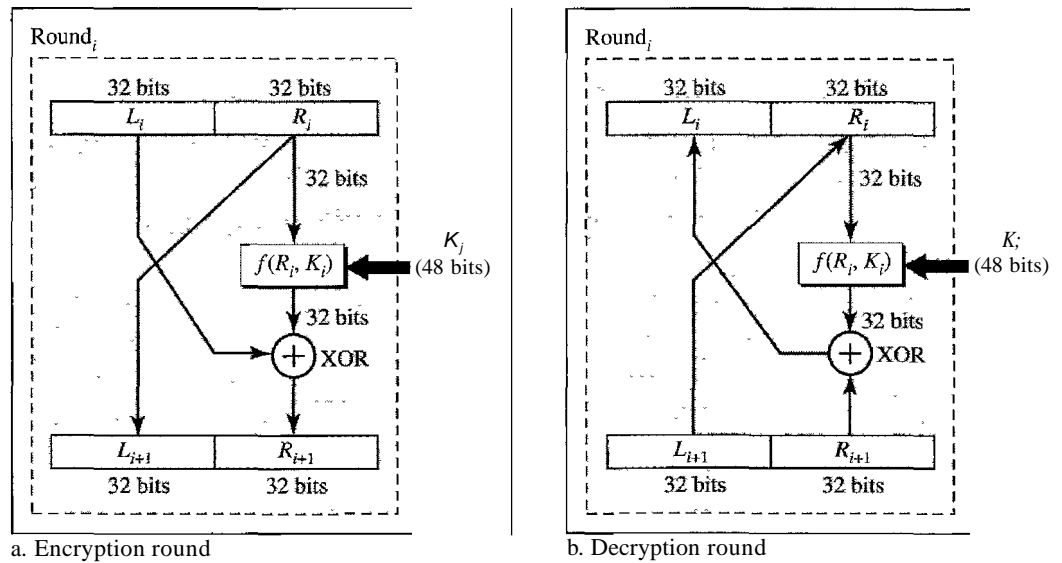 Round_i
32 bits 32 bits
L_i R_i
32 bits
K_j
f(R_i, K_i)
(48 bits)
32 bits
XOR
L_{i+1} R_{i+1}
32 bits 32 bits
a. Encryption round
Round_i
32 bits 32 bits
L_i R_i
32 bits
K_;
f(R_i, K_i)
(48 bits)
32 bits
XOR
L_{i+1} R_{i+1}
32 bits 32 bits
b. Decryption round